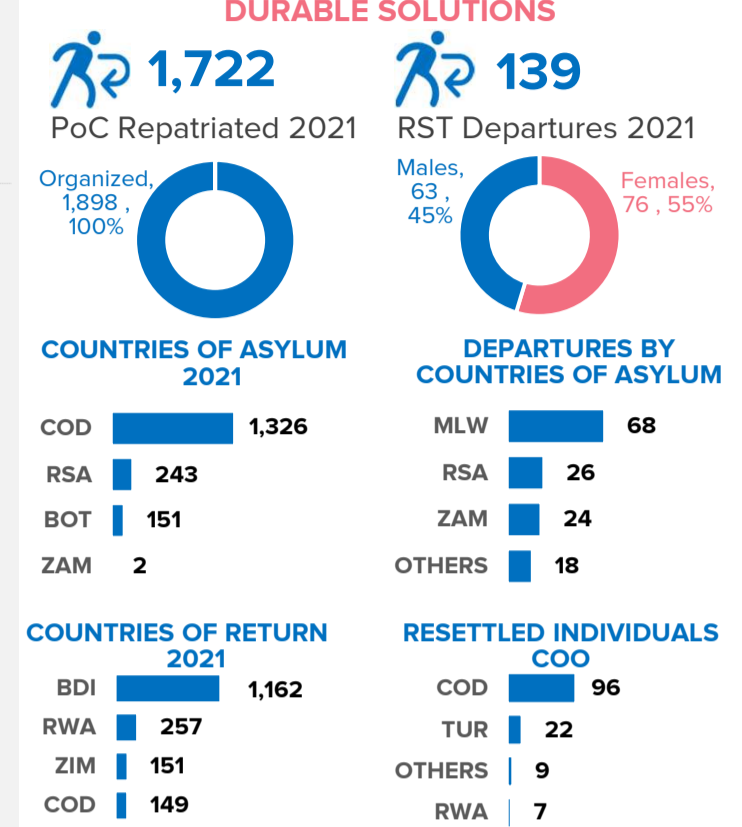 DURABLE SOLUTIONS
1,722
PoC Repatriated 2021
Organized,
1,898 ,
100%
COUNTRIES OF ASYLUM
2021
COD 1,326
RSA 243
BOT 151
ZAM 2
COUNTRIES OF RETURN
2021
BDI 1,162
RWA 257
ZIM 151
COD 149
139
RST Departures 2021
Males,
63 ,
45%
Females,
76 , 55%
DEPARTURES BY
COUNTRIES OF ASYLUM
MLW 68
RSA 26
ZAM 24
OTHERS 18
RESETTLED INDIVIDUALS
COO
COD 96
TUR 22
OTHERS 9
RWA 7